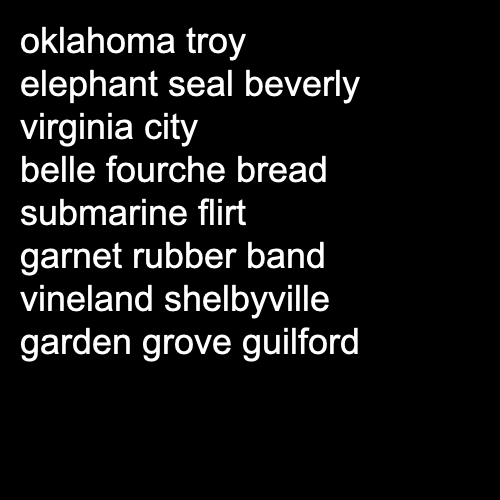 oklahoma troy
elephant seal beverly
virginia city
belle fourche bread
submarine flirt
garnet rubber band
vineland shelbyville
garden grove guilford